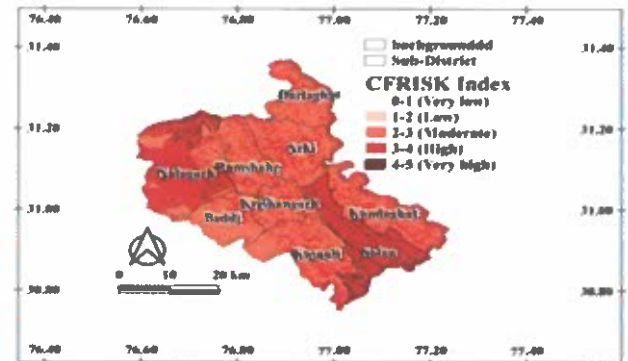 76.40 76.60 76.80 77.00 77.20 77.40
31.40 31.40
Sub-District
CFRISK Index
0-1 (Very low)
1-2 (Low)
2-3 (Moderate)
3-4 (High)
4-5 (Very high)
31.20 31.20
Arki
31.00 31.00
Baddi
Kandaghat
Kasauli Solan
0 10 20 km
30.80 30.80
76.40 76.60 76.80 77.00 77.20 77.40